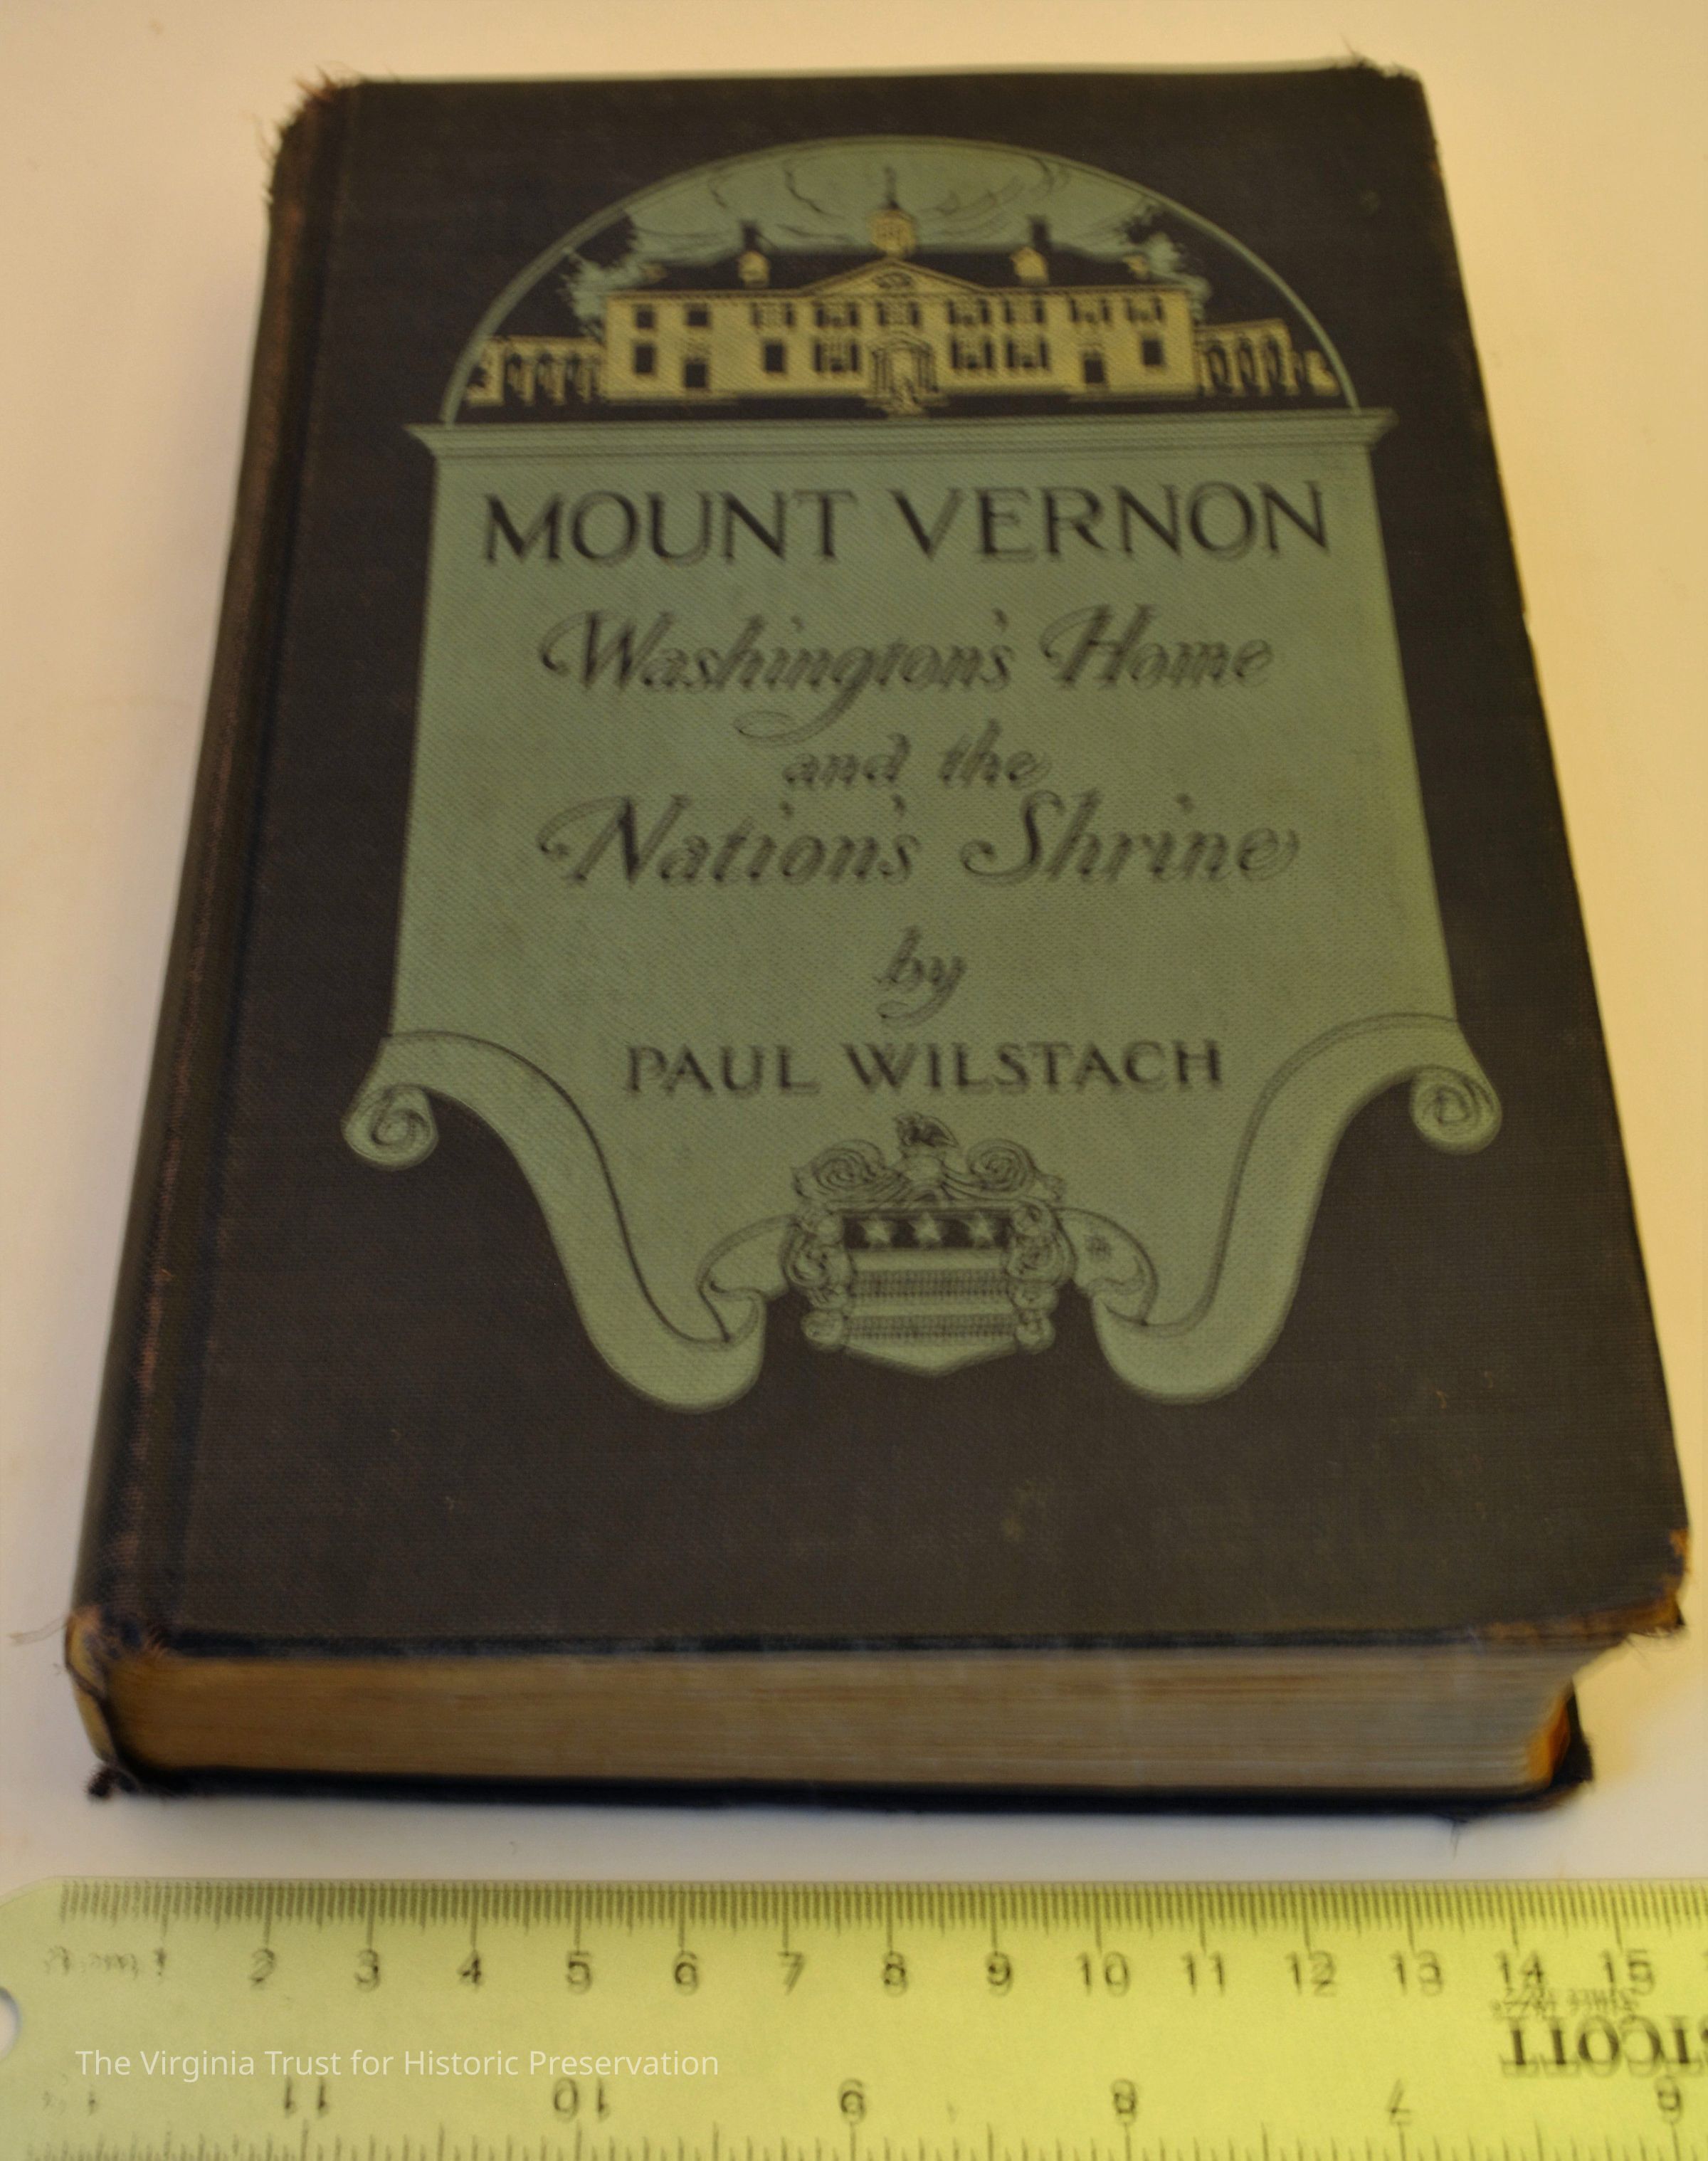 MOUNT VERNON
Washington's Home
and the
Nation's Shrine
by
PAUL WILSTACH
1 2 3 4 5 6 7 8 9 10 11 12 13 14 15
The Virginia Trust for Historic Preservation
11 10 9 8 7 6